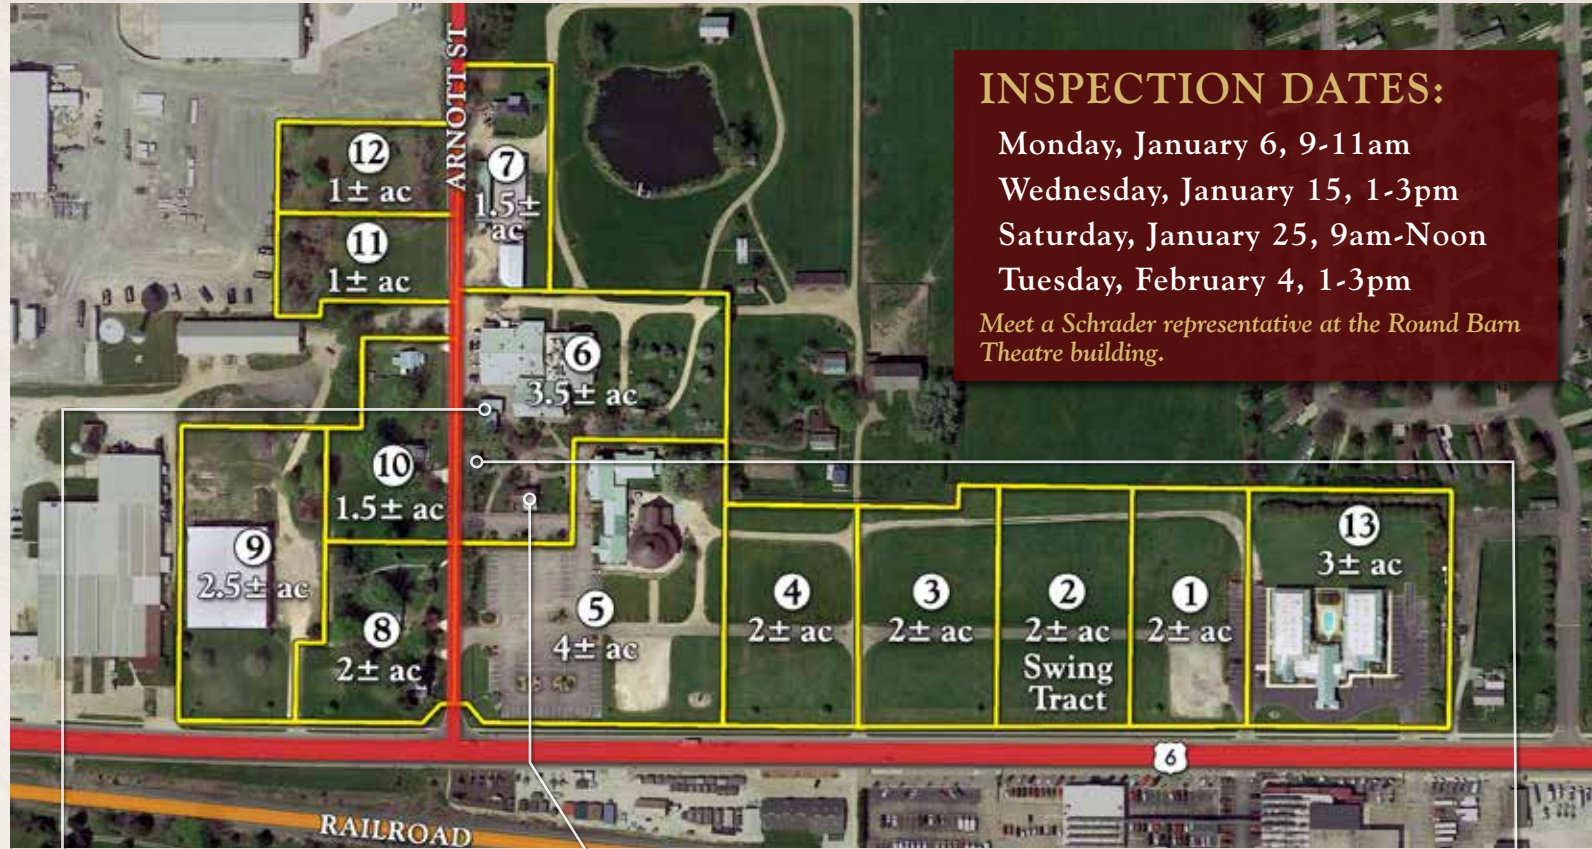 INSPECTION DATES:
Monday, January 6, 9-11am
Wednesday, January 15, 1-3pm
Saturday, January 25, 9am-Noon
Tuesday, February 4, 1-3pm
Meet a Schrader representative at the Round Barn
Theatre building.
ARNOTT ST
12
1± ac
11
1± ac
7
1.5±
ac
6
3.5± ac
10
1.5± ac
9
2.5± ac
8
2± ac
5
4± ac
4
2± ac
3
2± ac
2
2± ac
Swing
Tract
1
2± ac
13
3± ac
6
RAILROAD